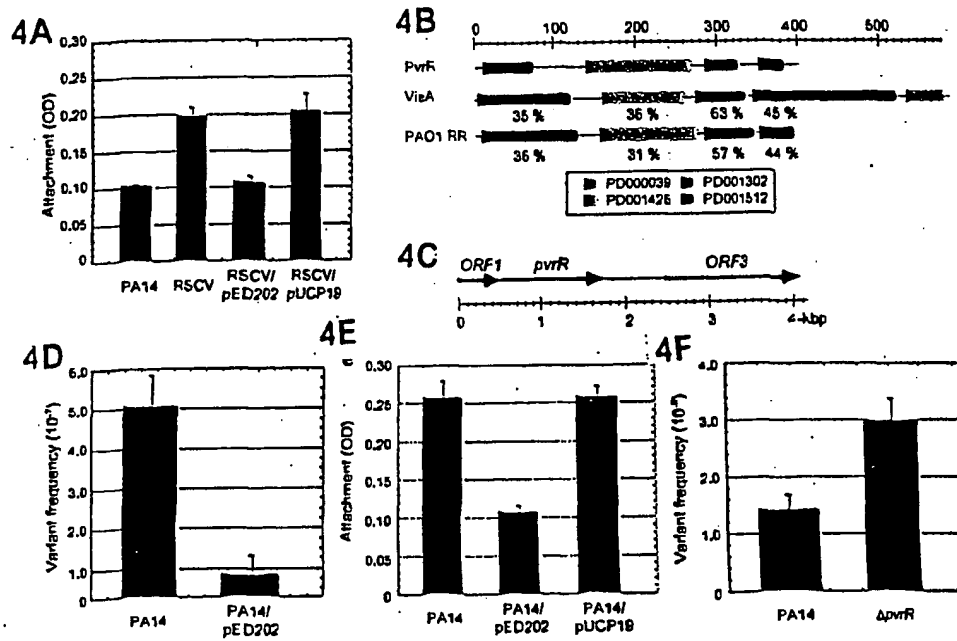 4A
0.30
0.25
0.20
0.15
0.10
0.05
0
Attachment (OD)
PA14
RSCV
RSCV/
pED202
RSCV/
pUCP19
4B
0 100 200 300 400 500
PvrR
VieA
35 % 36 % 63 % 45 %
PAO1 RR
36 % 31 % 57 % 44 %
PD000039 PD001302
PD001426 PD001512
4C
ORF1 pvrR ORF3
0 1 2 3 4 kbp
4D
6.0
5.0
4.0
3.0
2.0
1.0
0
Variant frequency
PA14
PA14/
pED202
4E
0.30
0.25
0.20
0.15
0.10
0.05
0.00
Attachment (OD)
PA14
PA14/
pED202
PA14/
pUCP19
4F
4.0
3.0
2.0
1.0
0
Variant frequency
PA14
ΔpvrR